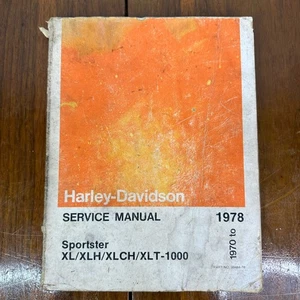 Harley-Davidson
SERVICE MANUAL
1970 to 1978
Sportster
XL/XLH/XLCH/XLT-1000